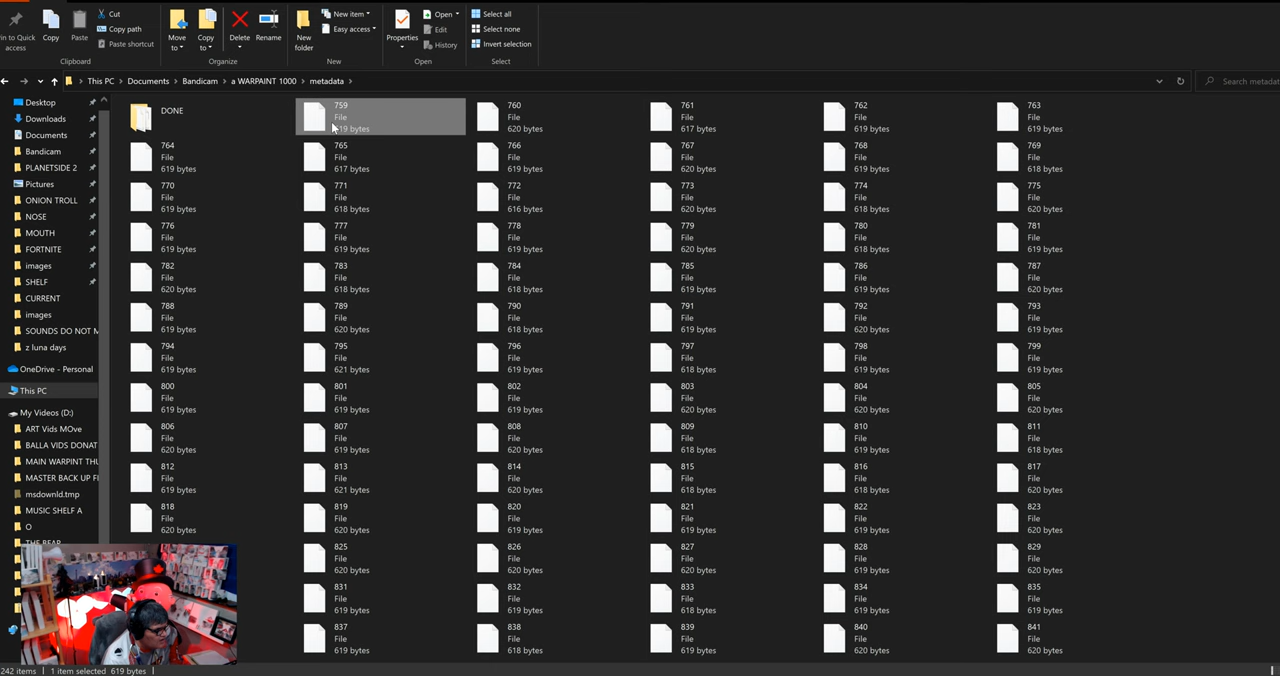 Cut
Copy path
Paste shortcut
in to Quick
access
Copy
Paste
Move
to
Copy
to
Delete
Rename
New
folder
New item
Easy access
Properties
Open
Edit
History
Select all
Select none
Invert selection
Clipboard
Organize
New
Open
Select
This PC > Documents > Bandicam > a WARPAINT 1000 > metadata >
Search metadat
Desktop
Downloads
Documents
Bandicam
PLANETSIDE 2
Pictures
ONION TROLL
NOSE
MOUTH
FORTNITE
images
SHELF
CURRENT
images
SOUNDS DO NOT M
z luna days
OneDrive - Personal
This PC
My Videos (D:)
ART Vids MOve
BALLA VIDS DONAT
MAIN WARPINT THU
MASTER BACK UP FI
msdownld.tmp
MUSIC SHELF A
O
THE BEAR
DONE
759
File
619 bytes
760
File
620 bytes
761
File
617 bytes
762
File
619 bytes
763
File
620 bytes
764
File
619 bytes
765
File
617 bytes
766
File
619 bytes
767
File
620 bytes
768
File
619 bytes
769
File
618 bytes
770
File
619 bytes
771
File
618 bytes
772
File
616 bytes
773
File
620 bytes
774
File
618 bytes
775
File
620 bytes
776
File
619 bytes
777
File
619 bytes
778
File
619 bytes
779
File
620 bytes
780
File
618 bytes
781
File
619 bytes
782
File
620 bytes
783
File
618 bytes
784
File
618 bytes
785
File
619 bytes
786
File
619 bytes
787
File
620 bytes
788
File
619 bytes
789
File
620 bytes
790
File
618 bytes
791
File
619 bytes
792
File
620 bytes
793
File
618 bytes
794
File
619 bytes
795
File
621 bytes
796
File
619 bytes
797
File
618 bytes
798
File
619 bytes
799
File
619 bytes
800
File
619 bytes
801
File
619 bytes
802
File
619 bytes
803
File
620 bytes
804
File
620 bytes
805
File
619 bytes
806
File
620 bytes
807
File
619 bytes
808
File
620 bytes
809
File
618 bytes
810
File
619 bytes
811
File
618 bytes
812
File
619 bytes
813
File
621 bytes
814
File
620 bytes
815
File
618 bytes
816
File
618 bytes
817
File
620 bytes
818
File
620 bytes
819
File
620 bytes
820
File
619 bytes
821
File
619 bytes
822
File
619 bytes
823
File
620 bytes
825
File
620 bytes
826
File
620 bytes
827
File
620 bytes
828
File
619 bytes
829
File
620 bytes
831
File
619 bytes
832
File
619 bytes
833
File
618 bytes
834
File
619 bytes
835
File
619 bytes
837
File
619 bytes
838
File
618 bytes
839
File
619 bytes
840
File
620 bytes
841
File
620 bytes
242 items
1 item selected 619 bytes